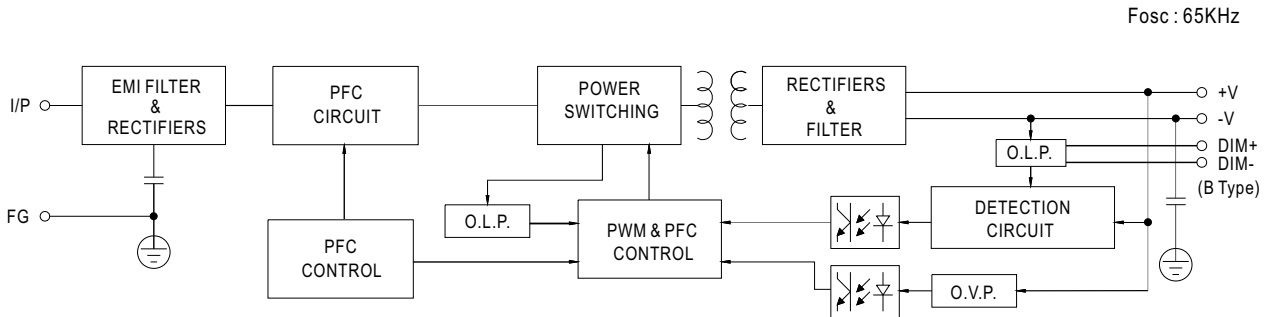 Fosc : 65KHz
I/P
EMI FILTER
&
RECTIFIERS
PFC
CIRCUIT
POWER
SWITCHING
RECTIFIERS
&
FILTER
+V
-V
DIM+
DIM-
(B Type)
O.L.P.
FG
O.L.P.
PFC
CONTROL
PWM & PFC
CONTROL
DETECTION
CIRCUIT
O.V.P.